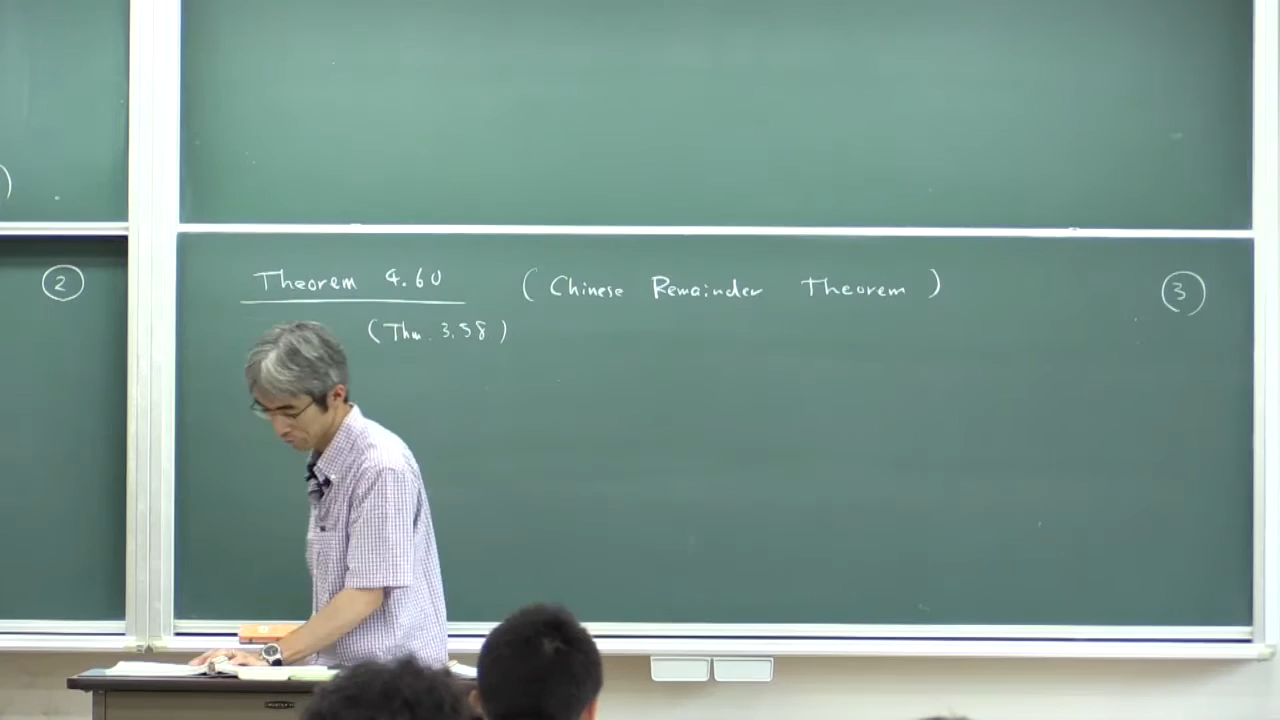 )
②
Theorem 4.60 (Chinese Remainder Theorem) ③
(Thm. 3.58)